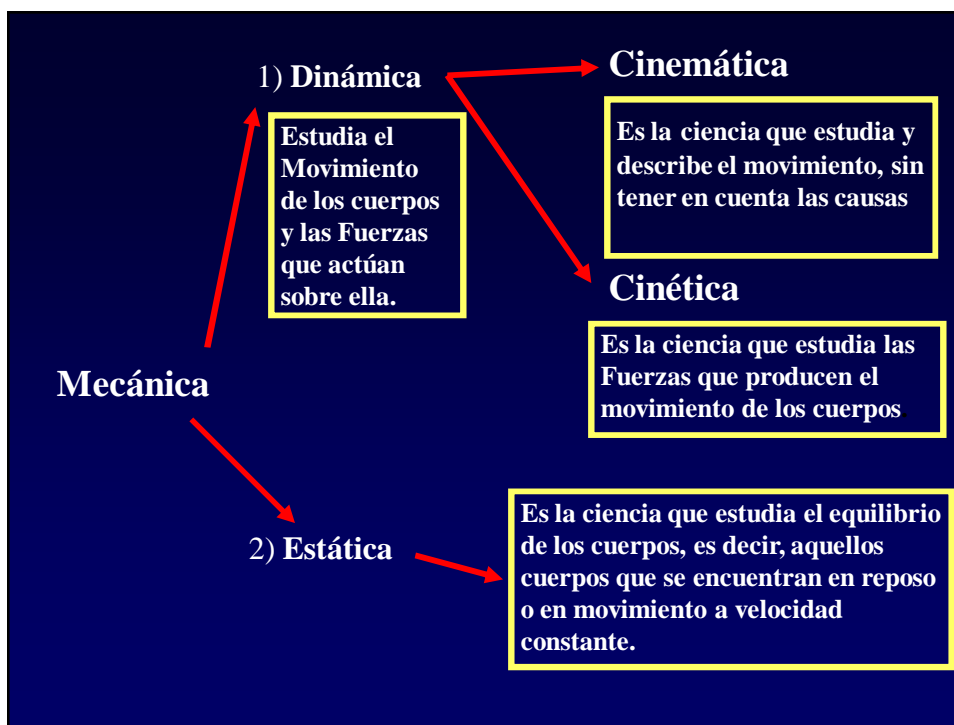 1) Dinámica
Estudia el
Movimiento
de los cuerpos
y las Fuerzas
que actúan
sobre ella.
Cinemática
Es la ciencia que estudia y
describe el movimiento, sin
tener en cuenta las causas
Cinética
Es la ciencia que estudia las
Fuerzas que producen el
movimiento de los cuerpos.
Mecánica
2) Estática
Es la ciencia que estudia el equilibrio
de los cuerpos, es decir, aquellos
cuerpos que se encuentran en reposo
o en movimiento a velocidad
constante.